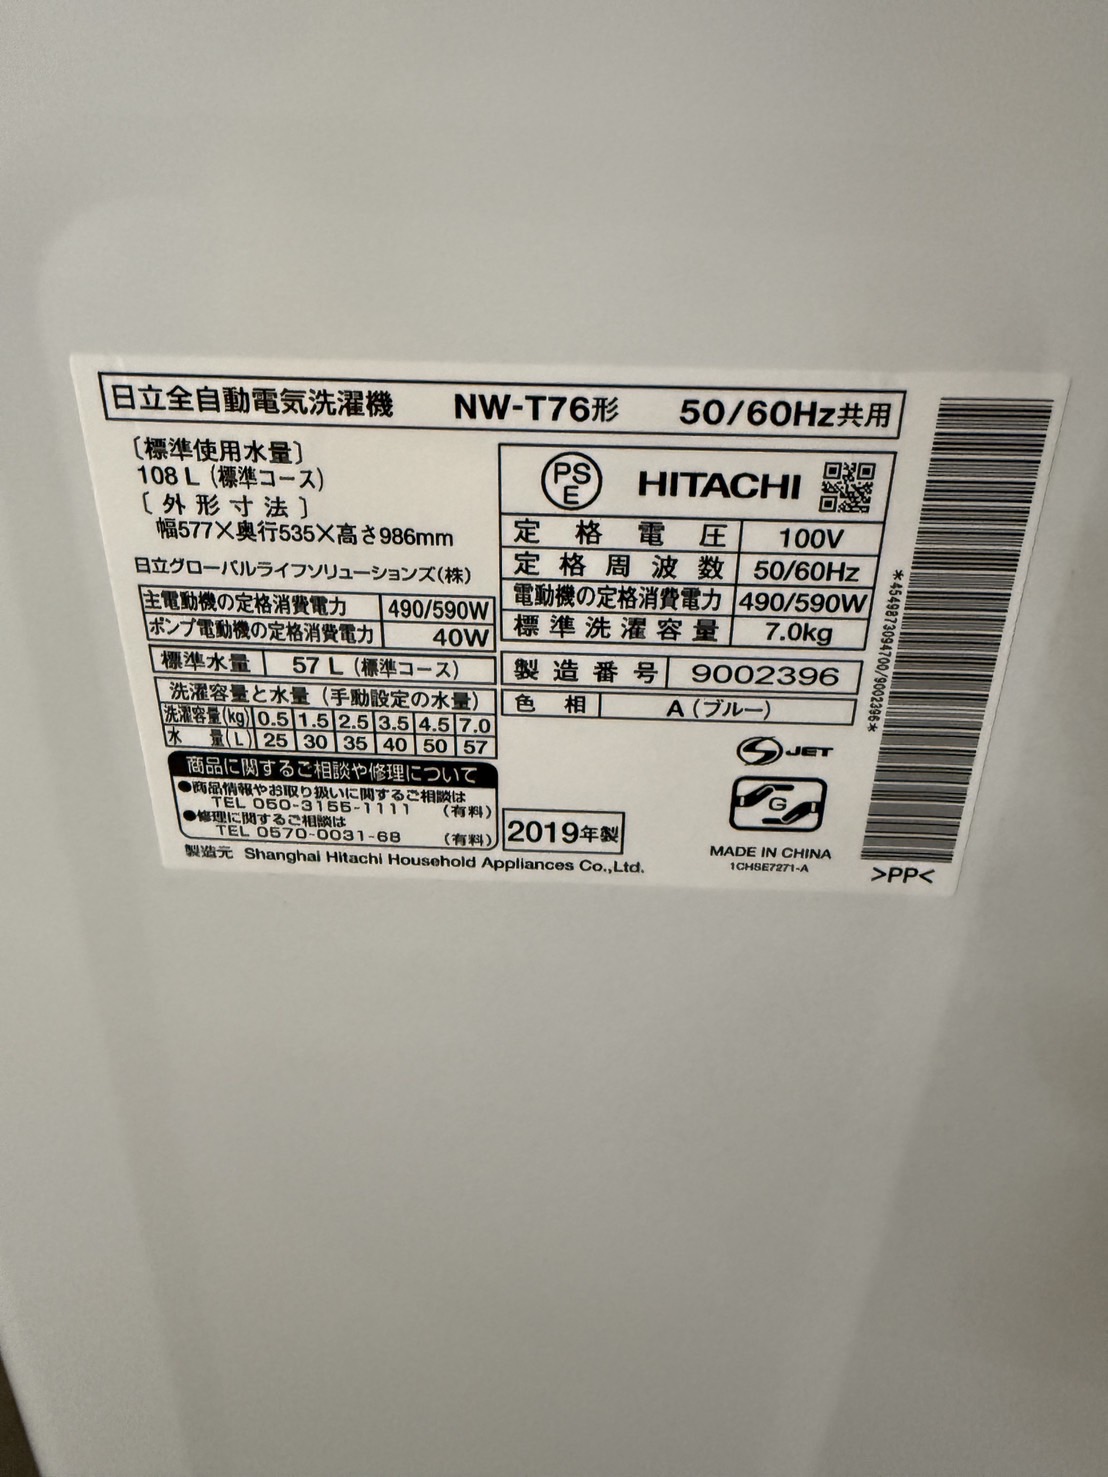 日立全自動電気洗濯機 NW-T76形 50/60Hz共用
〔標準使用水量〕
108 L (標準コース)
〔外形寸法〕
幅577×奥行535×高さ986mm
日立グローバルライフソリューションズ(株)
主電動機の定格消費電力 490/590W
ポンプ電動機の定格消費電力 40W
標準水量 57 L (標準コース)
洗濯容量と水量 (手動設定の水量)
洗濯容量(kg) 0.5 1.5 2.5 3.5 4.5 7.0
水量(L) 25 30 35 40 50 57
商品に関するご相談や修理について
●商品情報やお取り扱いに関するご相談は
TEL 050-3155-1111 (有料)
●修理に関するご相談は
TEL 0570-0031-68 (有料)
製造元 Shanghai Hitachi Household Appliances Co.,Ltd.
PSE HITACHI
定格電圧 100V
定格周波数 50/60Hz
電動機の定格消費電力 490/590W
標準洗濯容量 7.0kg
製造番号 9002396
色相 A (ブルー)
2019年製
S JET
G
MADE IN CHINA
1CHSE7271-A
*4549873094700/9002396*
>PP<